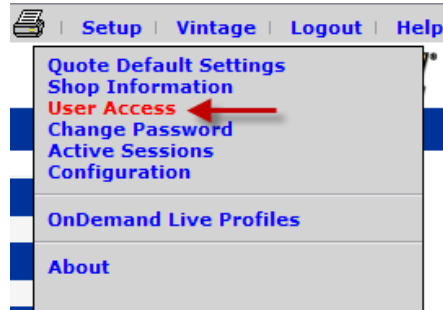 Setup | Vintage | Logout | Help
Quote Default Settings
Shop Information
User Access
Change Password
Active Sessions
Configuration
OnDemand Live Profiles
About